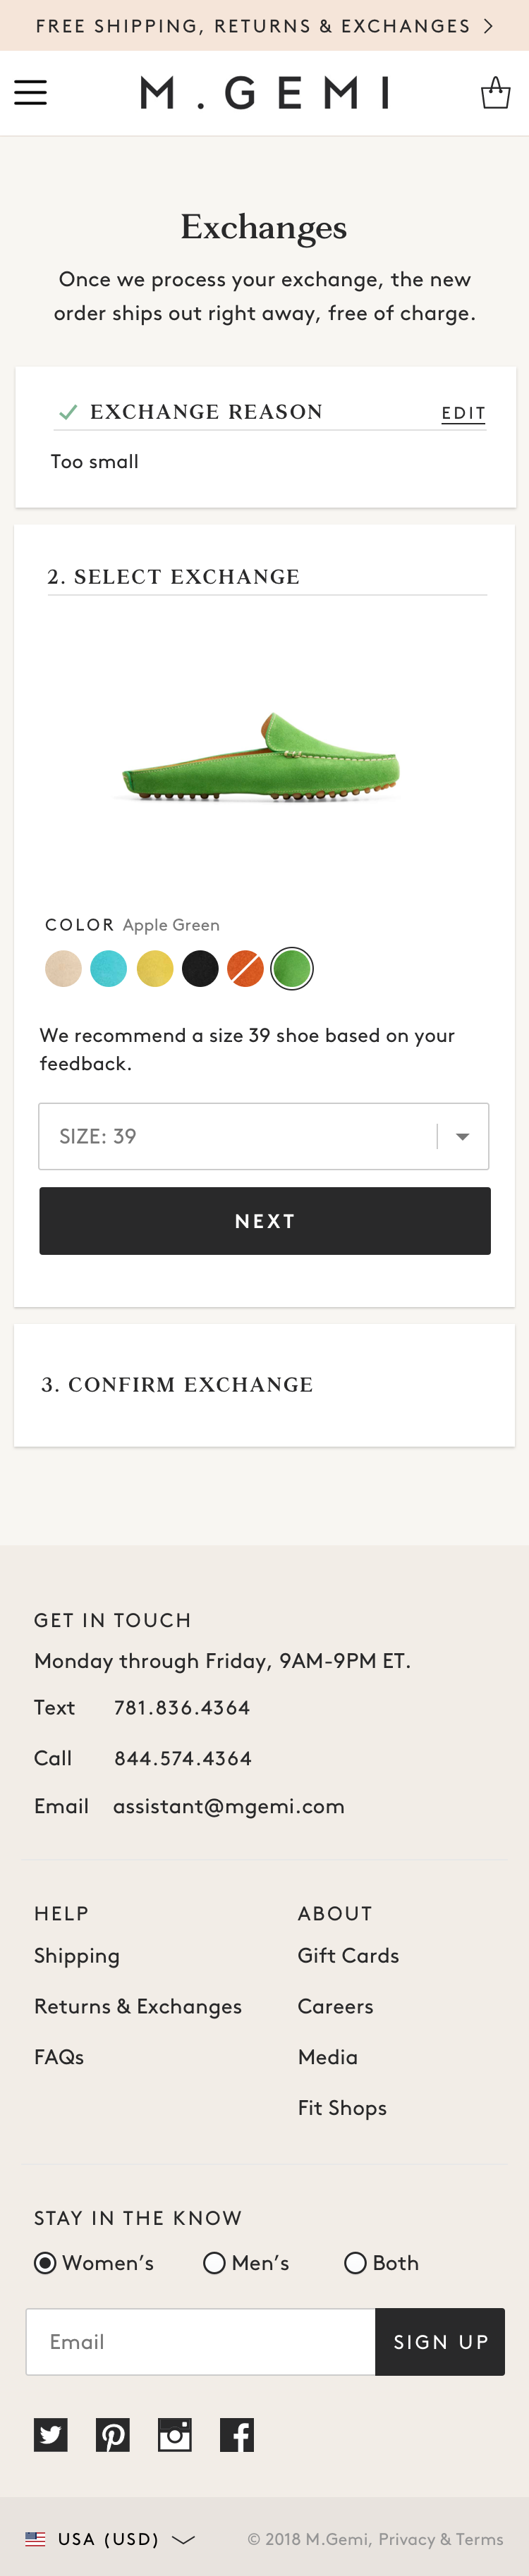 FREE SHIPPING, RETURNS & EXCHANGES
M.GEMI
Exchanges
Once we process your exchange, the new
order ships out right away, free of charge.
EXCHANGE REASON EDIT
Too small
2. SELECT EXCHANGE
COLOR Apple Green
We recommend a size 39 shoe based on your
feedback.
SIZE: 39
NEXT
3. CONFIRM EXCHANGE
GET IN TOUCH
Monday through Friday, 9AM-9PM ET.
Text 781.836.4364
Call 844.574.4364
Email assistant@mgemi.com
HELP
Shipping
Returns & Exchanges
FAQs
ABOUT
Gift Cards
Careers
Media
Fit Shops
STAY IN THE KNOW
Women’s Men’s Both
Email SIGN UP
USA (USD) © 2018 M.Gemi, Privacy & Terms